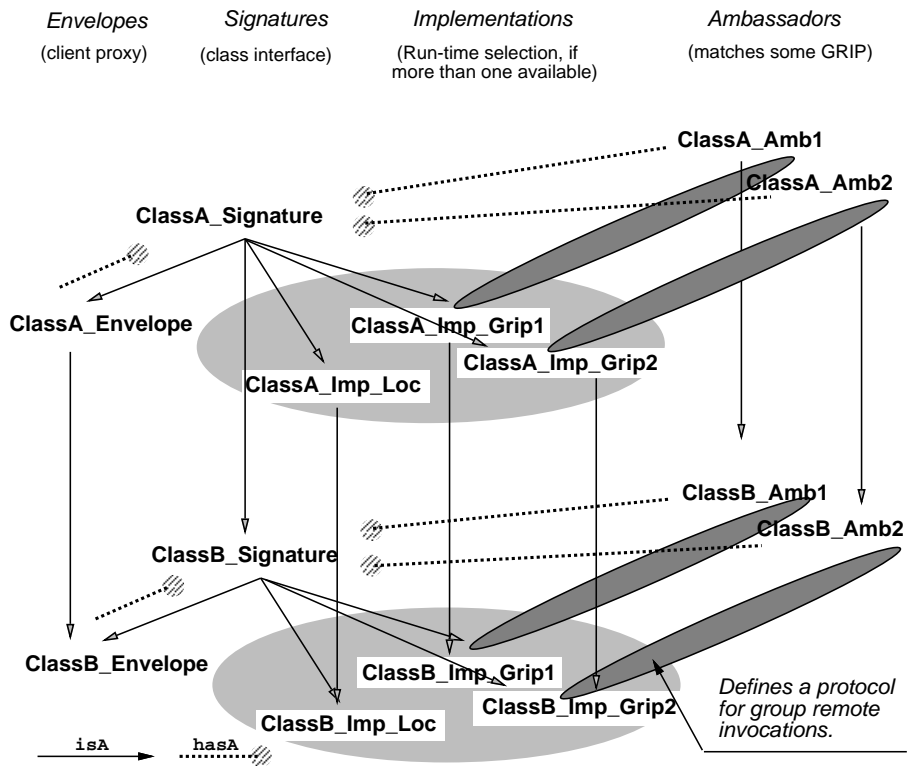 Envelopes Signatures Implementations Ambassadors
(client proxy) (class interface) (Run-time selection, if (matches some GRIP)
more than one available)
ClassA_Amb1
ClassA_Amb2
ClassA_Signature
ClassA_Envelope
ClassA_Imp_Grip1
ClassA_Imp_Grip2
ClassA_Imp_Loc
ClassB_Amb1
ClassB_Amb2
ClassB_Signature
ClassB_Envelope
ClassB_Imp_Grip1
ClassB_Imp_Grip2
ClassB_Imp_Loc
Defines a protocol
for group remote
invocations.
isA hasA